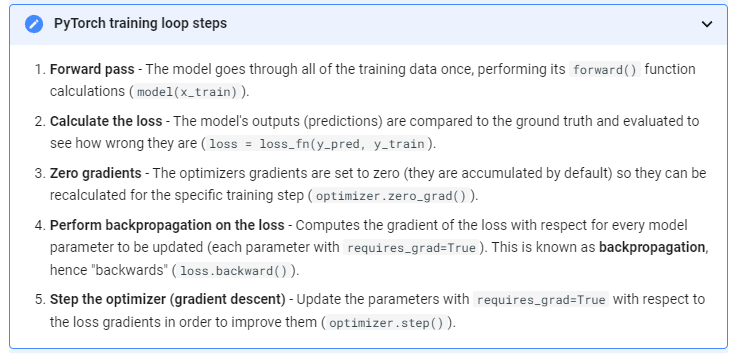 PyTorch training loop steps
1. Forward pass - The model goes through all of the training data once, performing its forward() function
calculations ( model(x_train) ).
2. Calculate the loss - The model's outputs (predictions) are compared to the ground truth and evaluated to
see how wrong they are ( loss = loss_fn(y_pred, y_train ).
3. Zero gradients - The optimizers gradients are set to zero (they are accumulated by default) so they can be
recalculated for the specific training step ( optimizer.zero_grad() ).
4. Perform backpropagation on the loss - Computes the gradient of the loss with respect for every model
parameter to be updated (each parameter with requires_grad=True ). This is known as backpropagation,
hence "backwards" ( loss.backward() ).
5. Step the optimizer (gradient descent) - Update the parameters with requires_grad=True with respect to
the loss gradients in order to improve them ( optimizer.step() ).